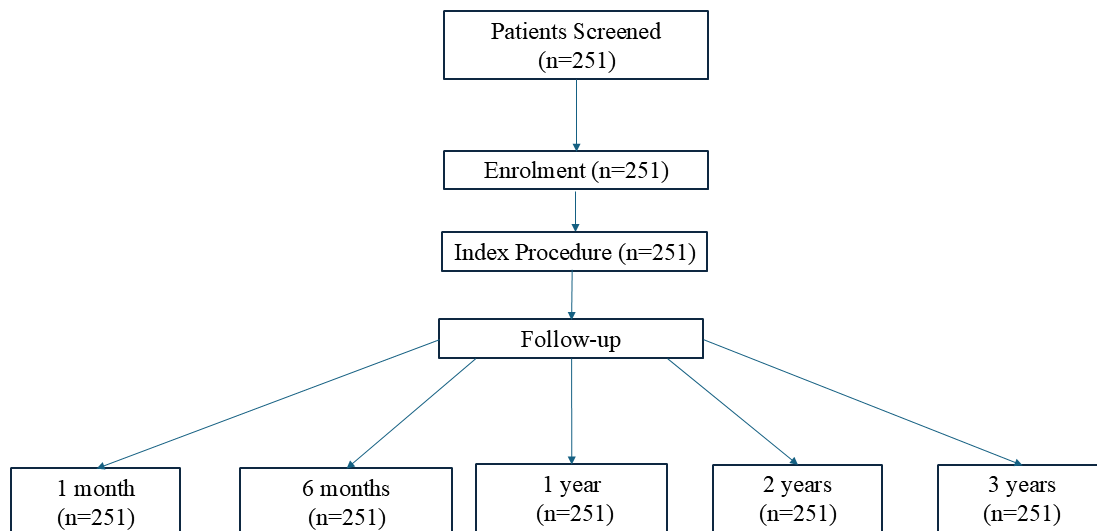 Patients Screened
(n=251)
Enrolment (n=251)
Index Procedure (n=251)
Follow-up
1 month
(n=251)
6 months
(n=251)
1 year
(n=251)
2 years
(n=251)
3 years
(n=251)